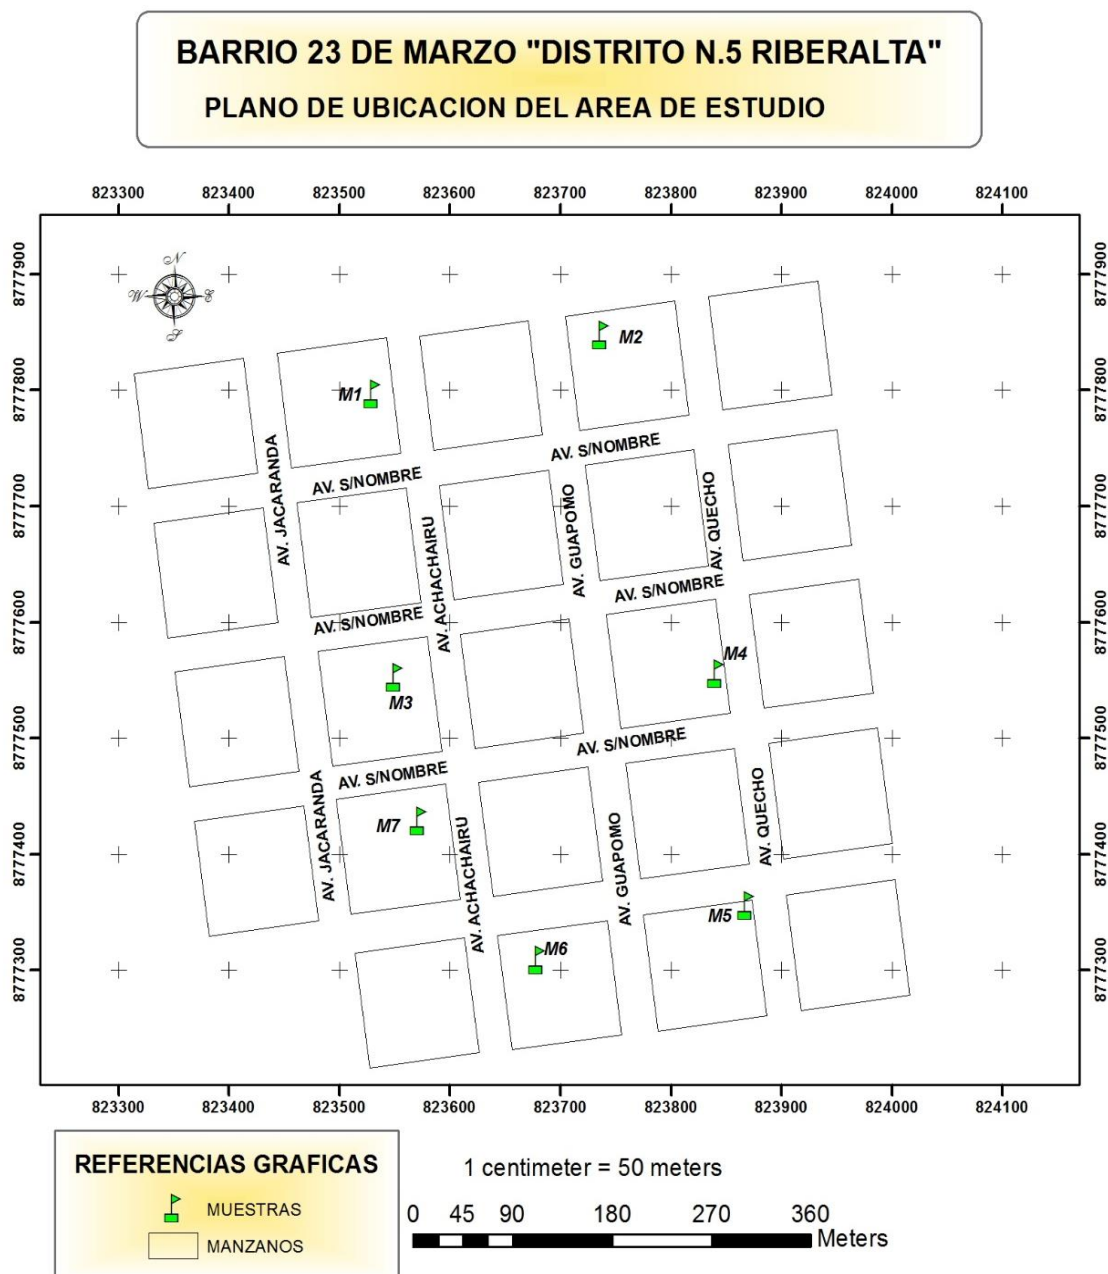 BARRIO 23 DE MARZO "DISTRITO N.5 RIBERALTA"
PLANO DE UBICACION DEL AREA DE ESTUDIO
823300 823400 823500 823600 823700 823800 823900 824000 824100
8777900 8777900
N
W E
S
M2
M1
8777800 8777800
AV. S/NOMBRE
AV. JACARANDA
AV. S/NOMBRE
AV. QUECHO
AV. GUAPOMO
8777700 8777700
AV. ACHACHAIRU
AV. S/NOMBRE
AV. S/NOMBRE
8777600 8777600
M4
M3
8777500 8777500
AV. S/NOMBRE
AV. S/NOMBRE
AV. JACARANDA
AV. QUECHO
M7
AV. ACHACHAIRU
AV. GUAPOMO
8777400 8777400
M5
M6
8777300 8777300
823300 823400 823500 823600 823700 823800 823900 824000 824100
REFERENCIAS GRAFICAS
MUESTRAS
MANZANOS
1 centimeter = 50 meters
0 45 90 180 270 360
Meters